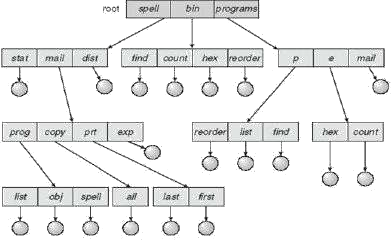 root spell bin programs
stat mail dist find count hex reorder p e mail
prog copy prt exp reorder list find hex count
list obj spell all last first